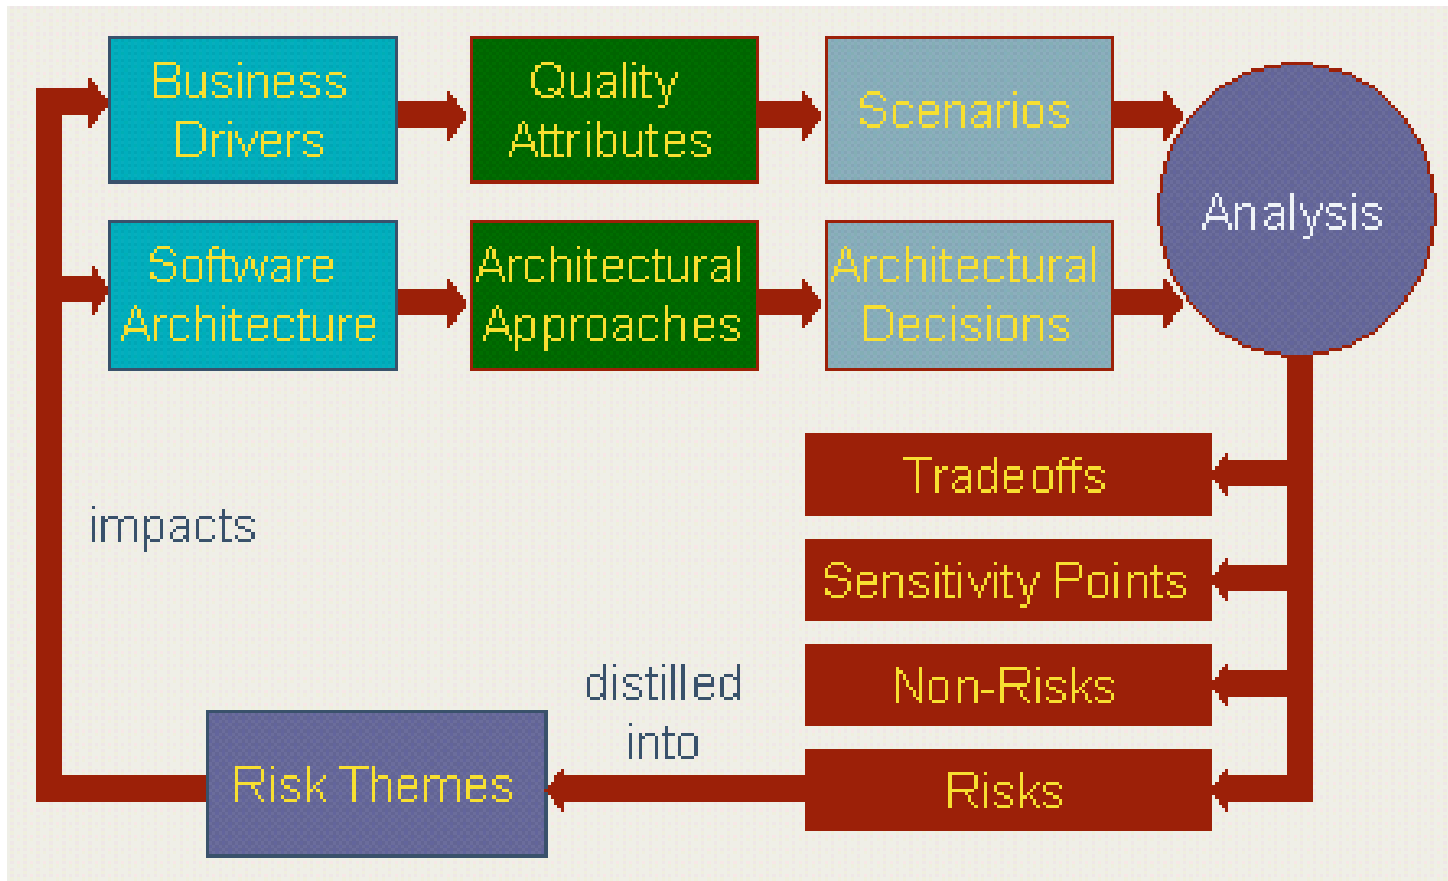 Business
Drivers
Quality
Attributes
Scenarios
Analysis
Software
Architecture
Architectural
Approaches
Architectural
Decisions
Tradeoffs
impacts
Sensitivity Points
distilled
into
Non-Risks
Risk Themes
Risks